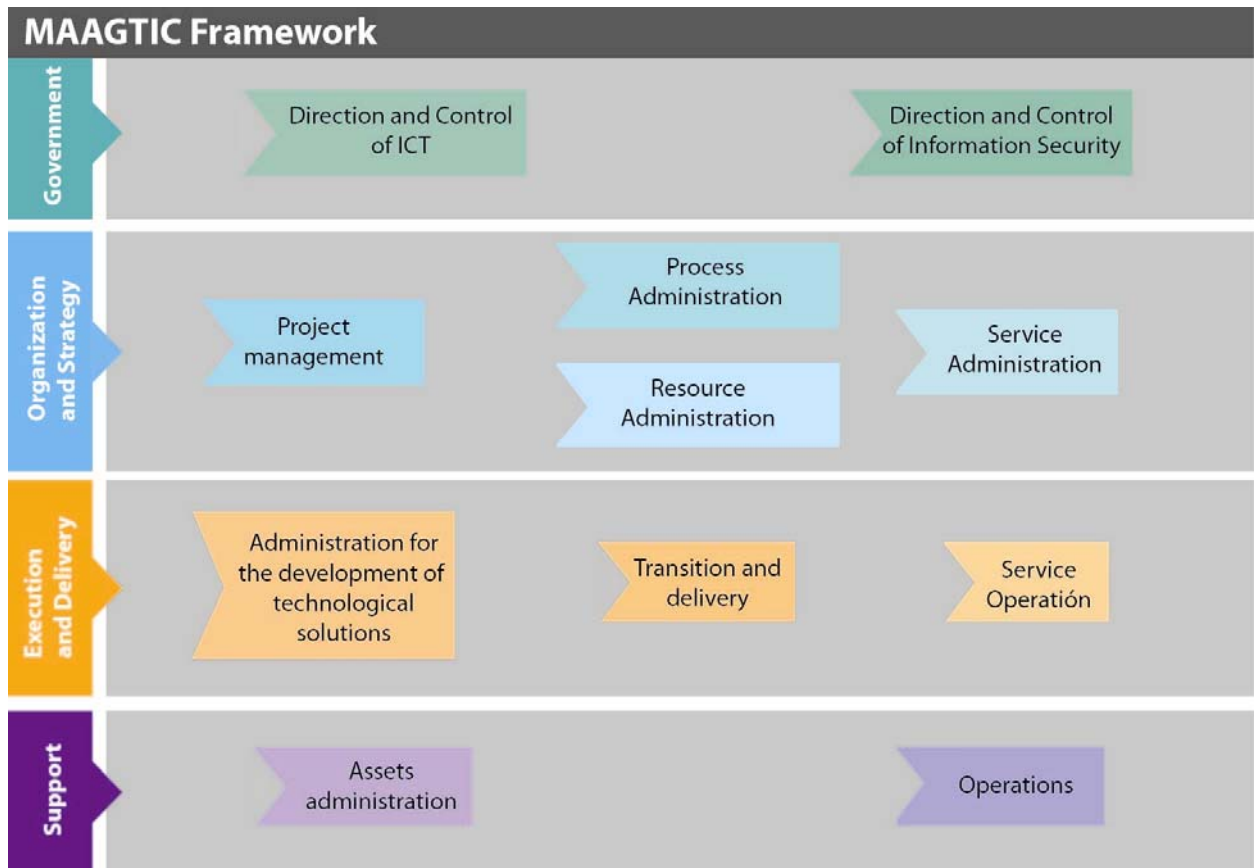 MAAGTIC Framework
Government
Direction and Control
of ICT
Direction and Control
of Information Security
Organization
and Strategy
Project
management
Process
Administration
Resource
Administration
Service
Administration
Execution
and Delivery
Administration for
the development of
technological
solutions
Transition and
delivery
Service
Operatión
Support
Assets
administration
Operations